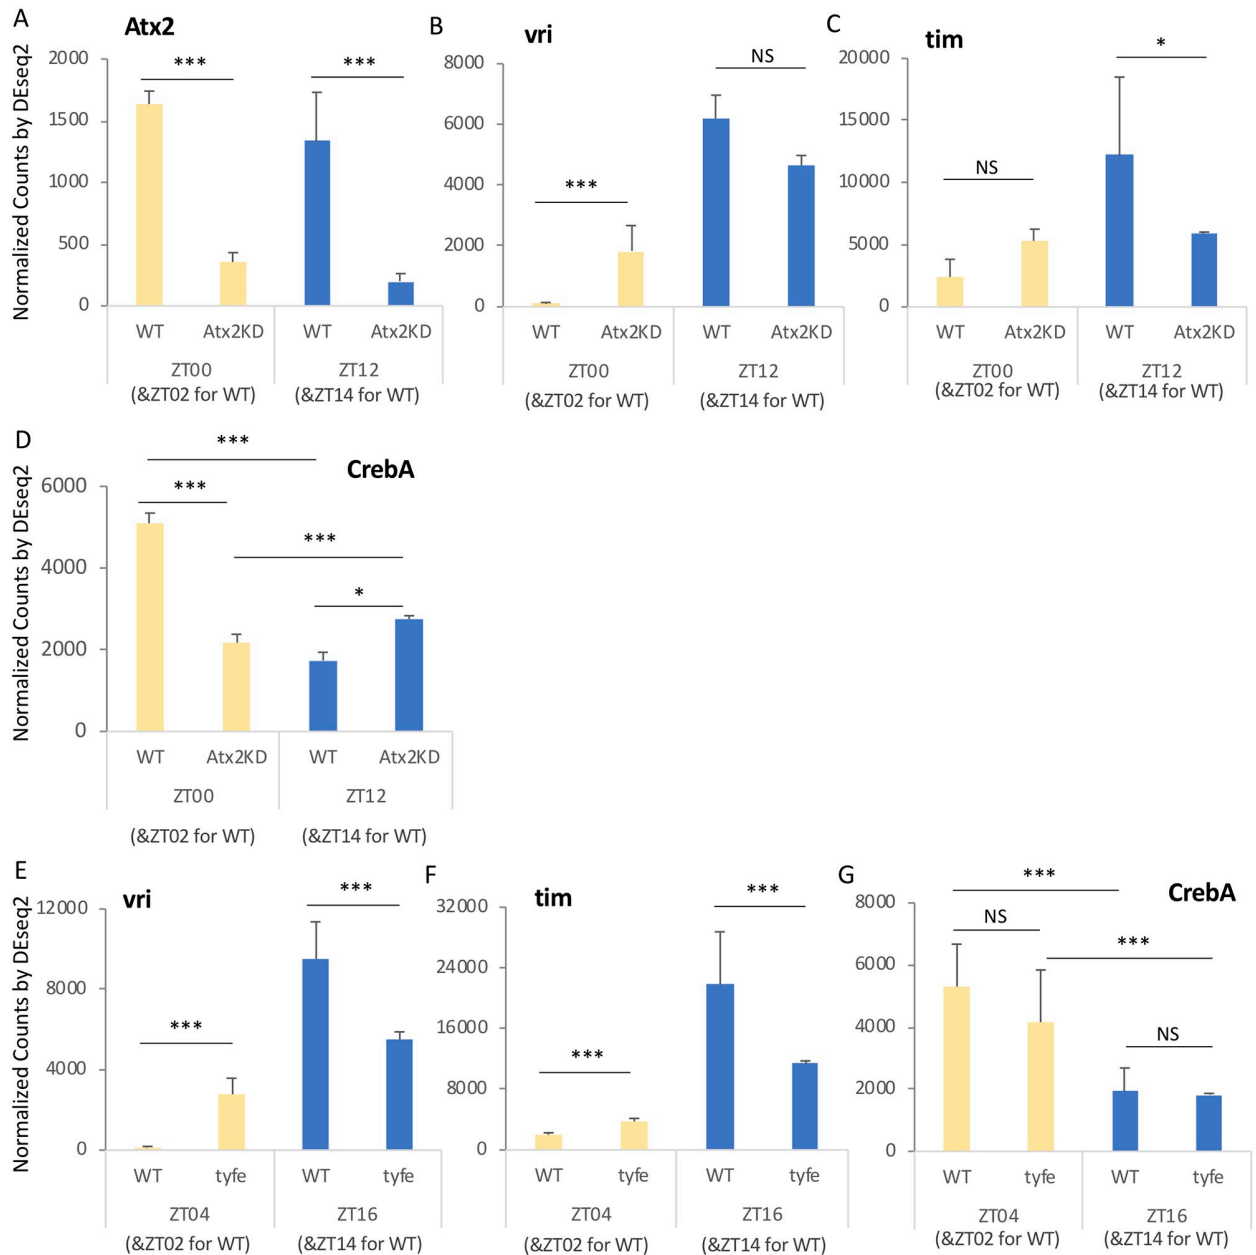 A
Atx2
Normalized Counts by DEseq2
2000
1500
1000
500
0
***
***
WT
Atx2KD
WT
Atx2KD
ZT00
ZT12
(&ZT02 for WT)
(&ZT14 for WT)
B
vri
8000
6000
4000
2000
0
***
NS
WT
Atx2KD
WT
Atx2KD
ZT00
ZT12
(&ZT02 for WT)
(&ZT14 for WT)
C
tim
20000
15000
10000
5000
0
NS
*
WT
Atx2KD
WT
Atx2KD
ZT00
ZT12
(&ZT02 for WT)
(&ZT14 for WT)
D
CrebA
Normalized Counts by DEseq2
6000
4000
2000
0
***
***
***
*
WT
Atx2KD
WT
Atx2KD
ZT00
ZT12
(&ZT02 for WT)
(&ZT14 for WT)
E
vri
Normalized Counts by DEseq2
12000
8000
4000
0
***
***
WT
tyfe
WT
tyfe
ZT04
ZT16
(&ZT02 for WT)
(&ZT14 for WT)
F
tim
32000
24000
16000
8000
0
***
***
WT
tyfe
WT
tyfe
ZT04
ZT16
(&ZT02 for WT)
(&ZT14 for WT)
G
CrebA
8000
6000
4000
2000
0
***
NS
***
NS
WT
tyfe
WT
tyfe
ZT04
ZT16
(&ZT02 for WT)
(&ZT14 for WT)